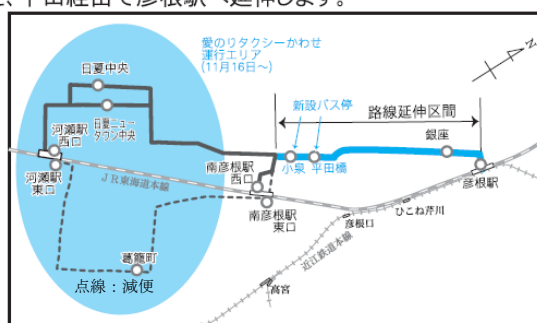 平田経由で彦根駅へ延伸します。
愛のりタクシーかわせ
運行エリア
(11月16日～)
日夏中央
日夏ニュー
タウン中央
河瀬駅
西口
河瀬駅
東口
新設バス停
路線延伸区間
銀座
小泉
平田橋
彦根駅
南彦根駅
西口
南彦根駅
東口
JR東海道本線
ひこね芹川
彦根口
近江鉄道本線
高宮
葛籠町
点線：減便
N